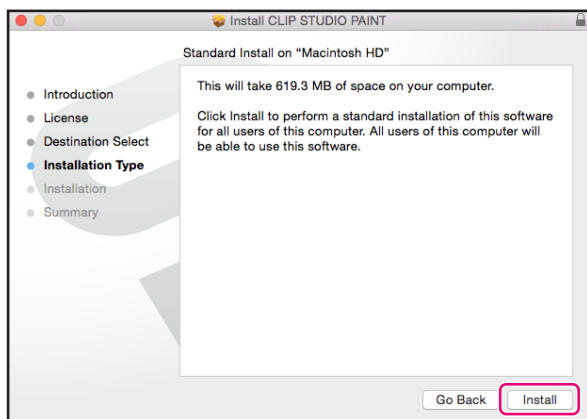 Install CLIP STUDIO PAINT
Standard Install on “Macintosh HD”
Introduction
License
Destination Select
Installation Type
Installation
Summary
This will take 619.3 MB of space on your computer.
Click Install to perform a standard installation of this software
for all users of this computer. All users of this computer will
be able to use this software.
Go Back
Install